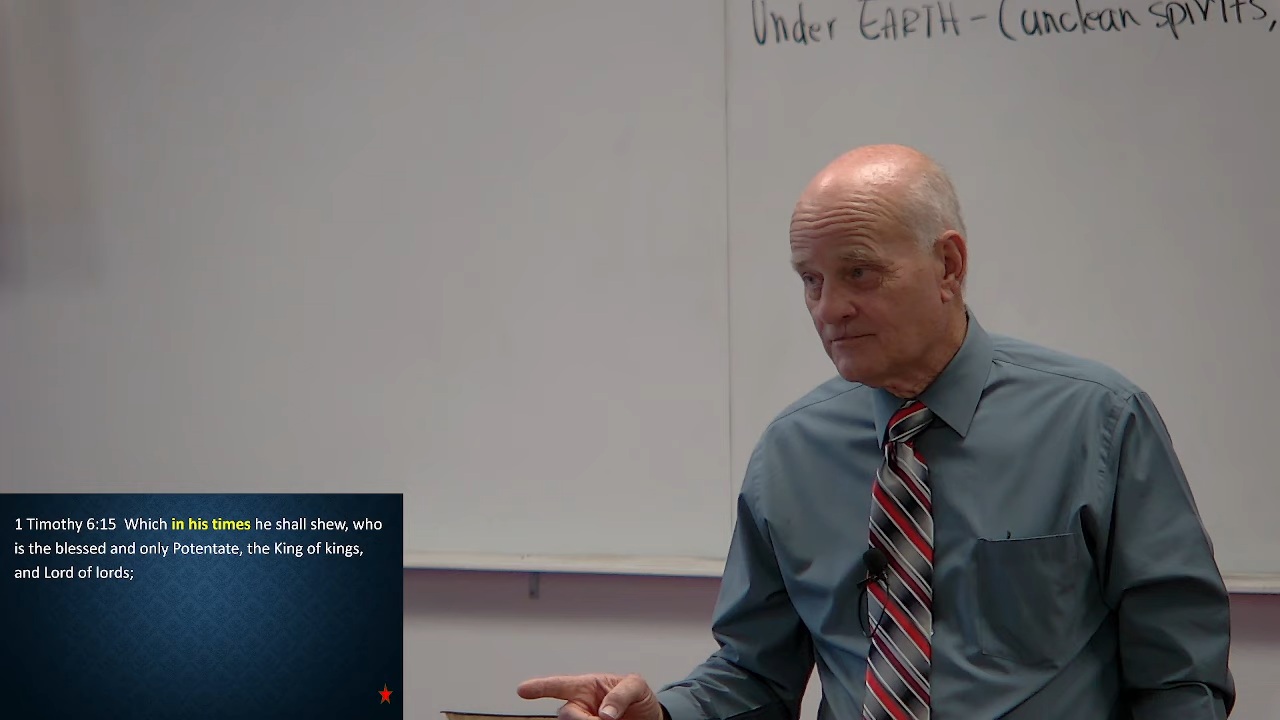 Under EARTH - (unclean spirits,
1 Timothy 6:15 Which in his times he shall shew, who
is the blessed and only Potentate, the King of kings,
and Lord of lords;